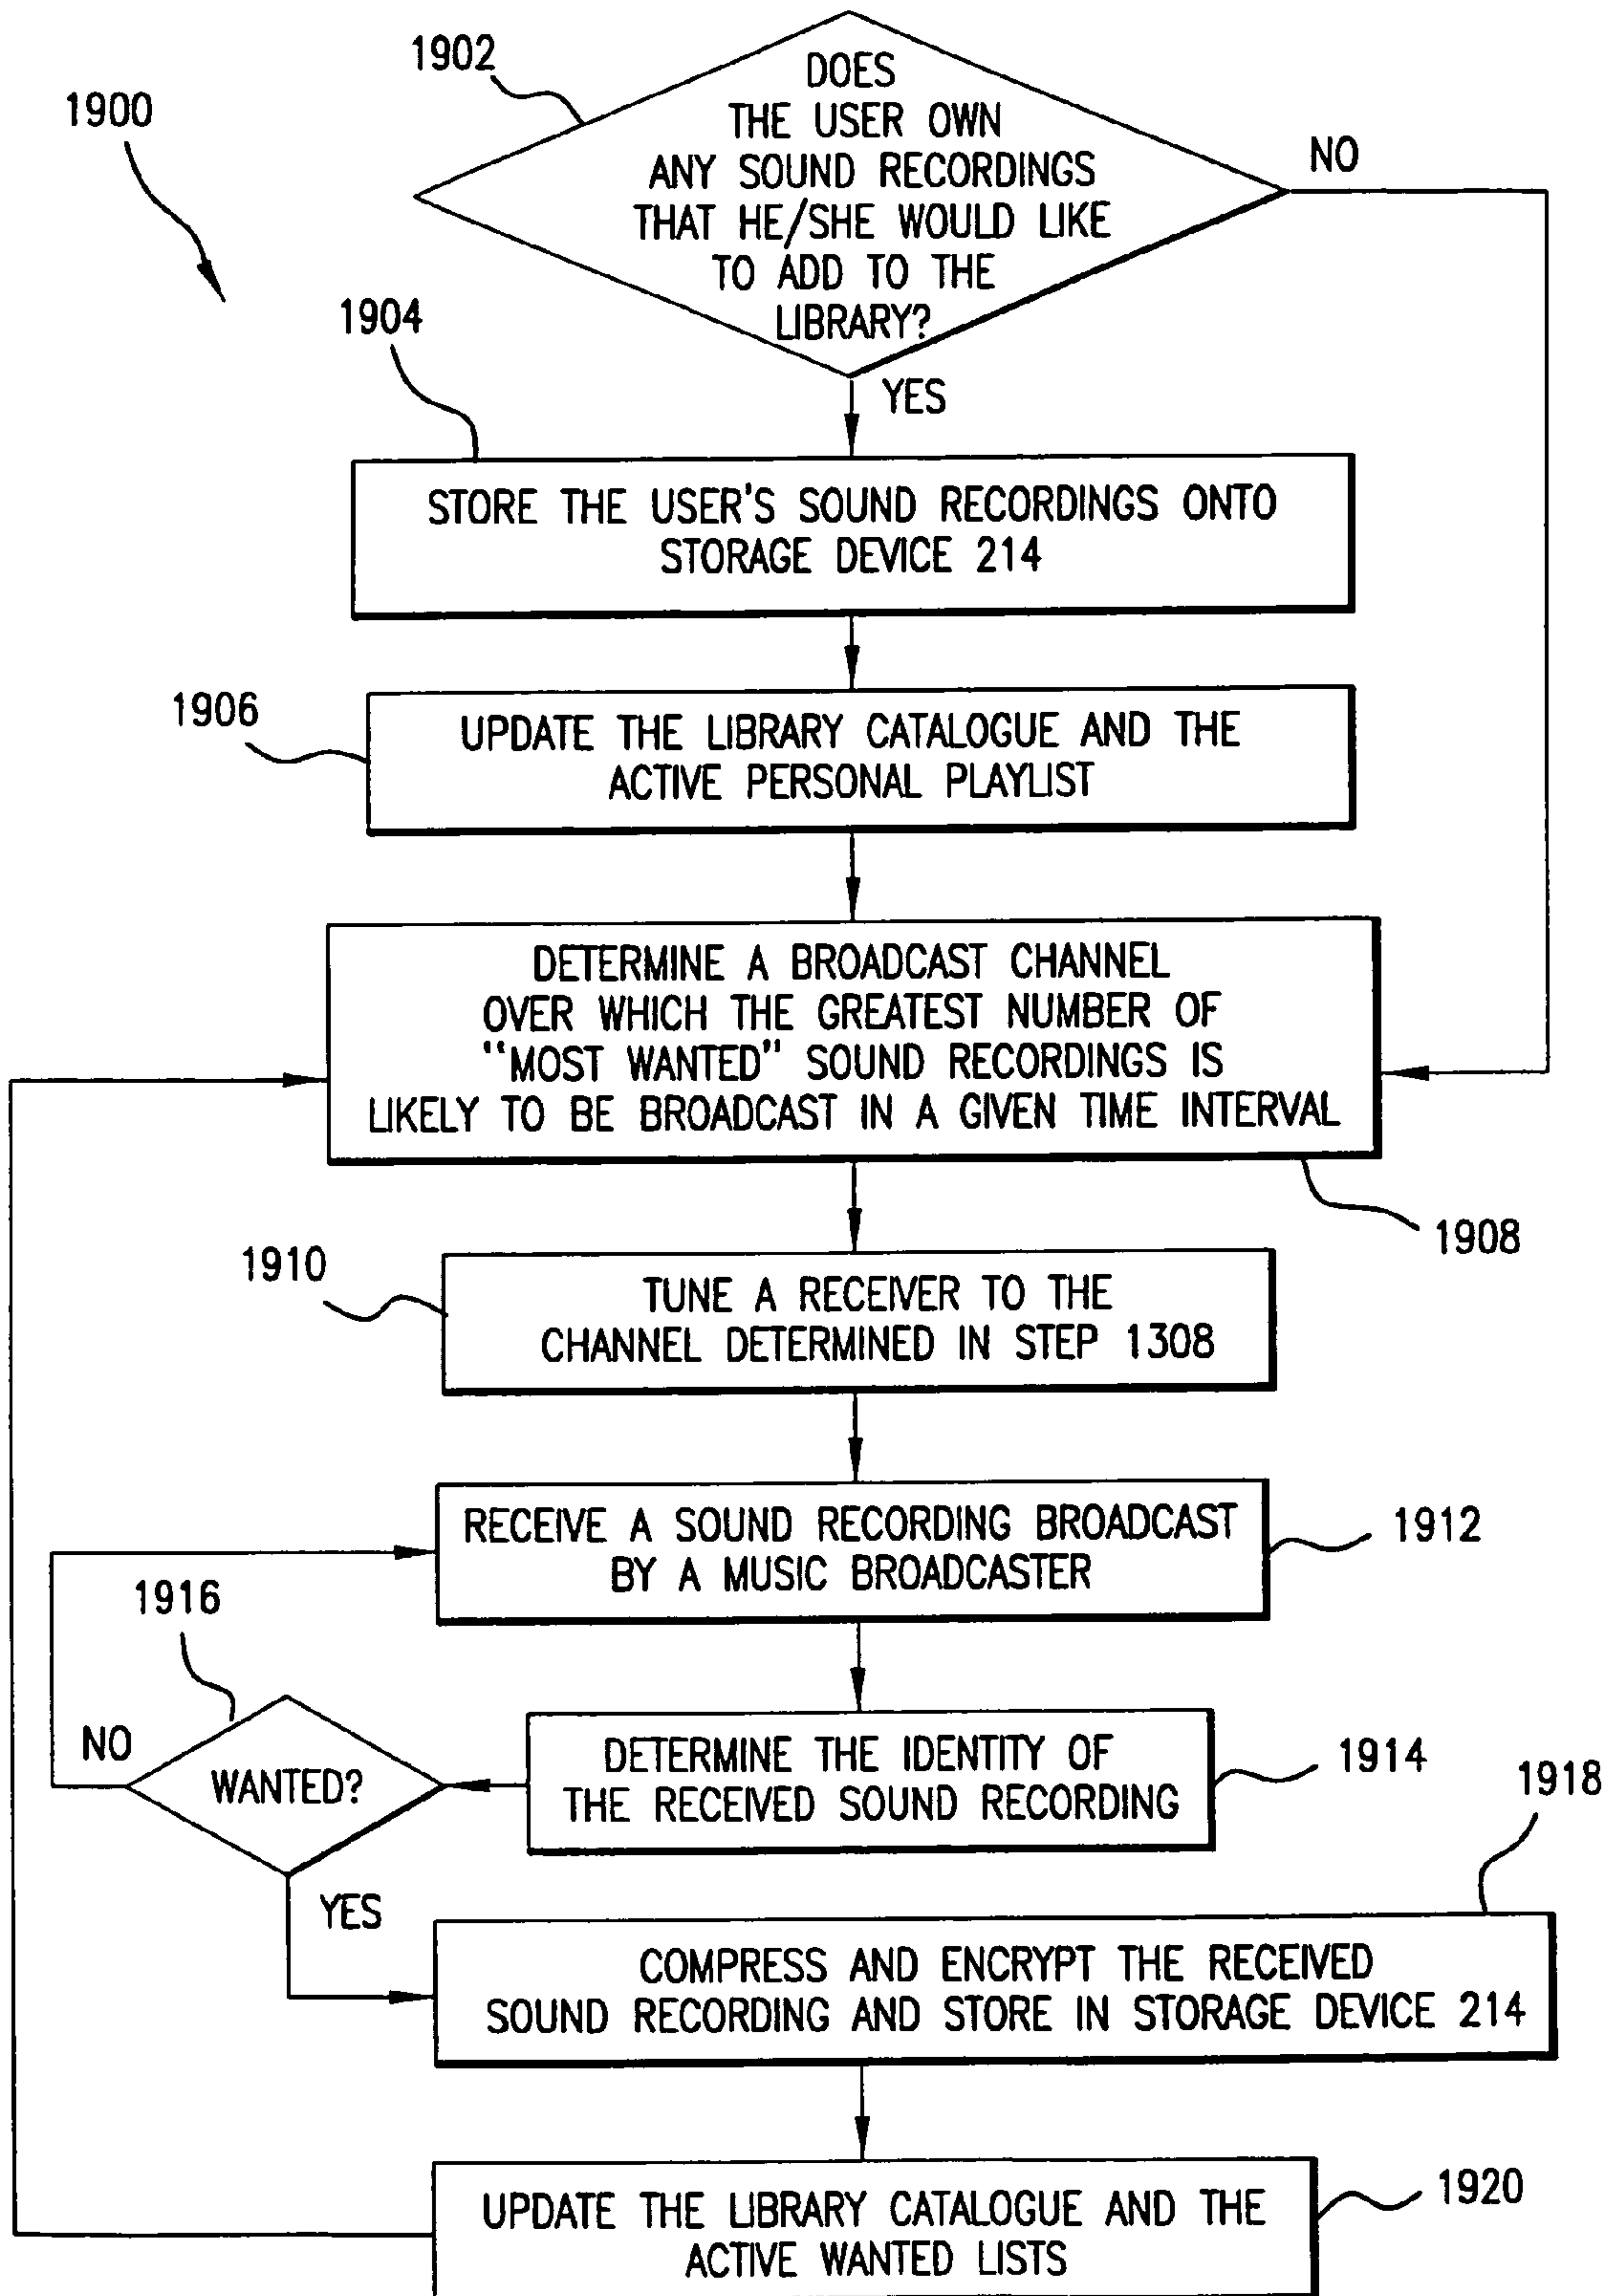 1900
1902
DOES
THE USER OWN
ANY SOUND RECORDINGS
THAT HE/SHE WOULD LIKE
TO ADD TO THE
LIBRARY?
NO
YES
1904
STORE THE USER'S SOUND RECORDINGS ONTO
STORAGE DEVICE 214
1906
UPDATE THE LIBRARY CATALOGUE AND THE
ACTIVE PERSONAL PLAYLIST
DETERMINE A BROADCAST CHANNEL
OVER WHICH THE GREATEST NUMBER OF
"MOST WANTED" SOUND RECORDINGS IS
LIKELY TO BE BROADCAST IN A GIVEN TIME INTERVAL
1908
1910
TUNE A RECEIVER TO THE
CHANNEL DETERMINED IN STEP 1308
RECEIVE A SOUND RECORDING BROADCAST
BY A MUSIC BROADCASTER
1912
DETERMINE THE IDENTITY OF
THE RECEIVED SOUND RECORDING
1914
1916
WANTED?
NO
YES
1918
COMPRESS AND ENCRYPT THE RECEIVED
SOUND RECORDING AND STORE IN STORAGE DEVICE 214
UPDATE THE LIBRARY CATALOGUE AND THE
ACTIVE WANTED LISTS
1920